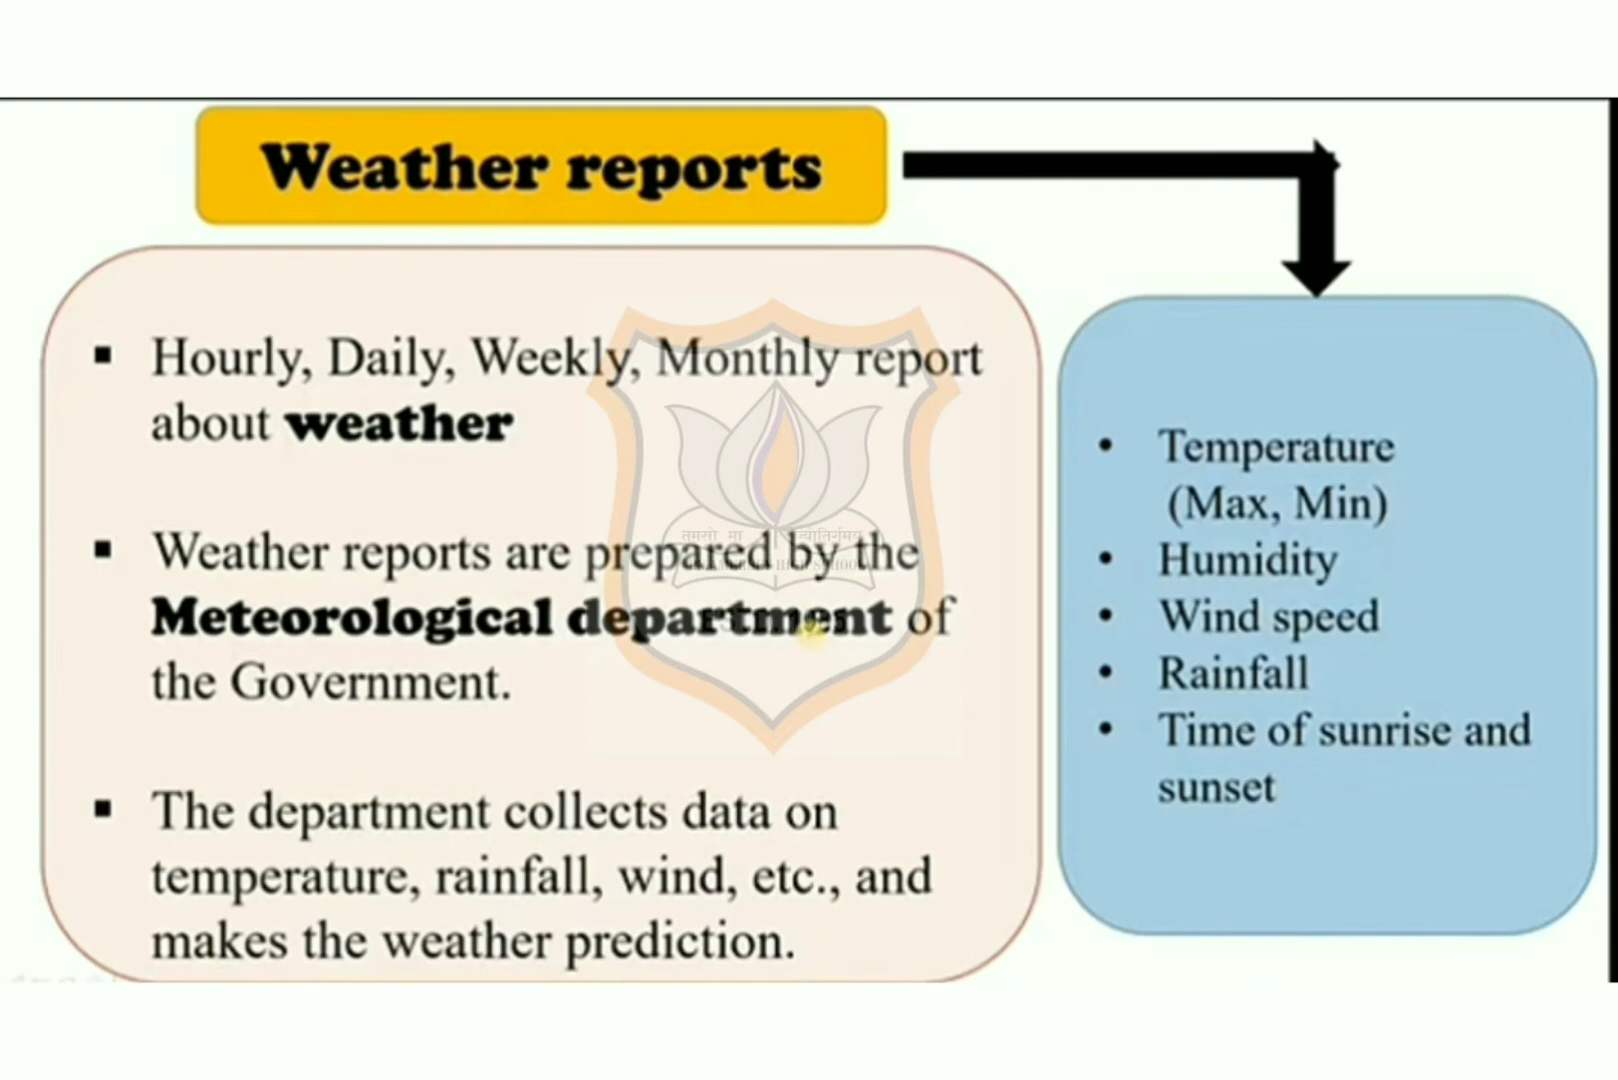 Weather reports
▪ Hourly, Daily, Weekly, Monthly report
about weather
▪ Weather reports are prepared by the
Meteorological department of
the Government.
▪ The department collects data on
temperature, rainfall, wind, etc., and
makes the weather prediction.
• Temperature
(Max, Min)
• Humidity
• Wind speed
• Rainfall
• Time of sunrise and
sunset
तमसो मा